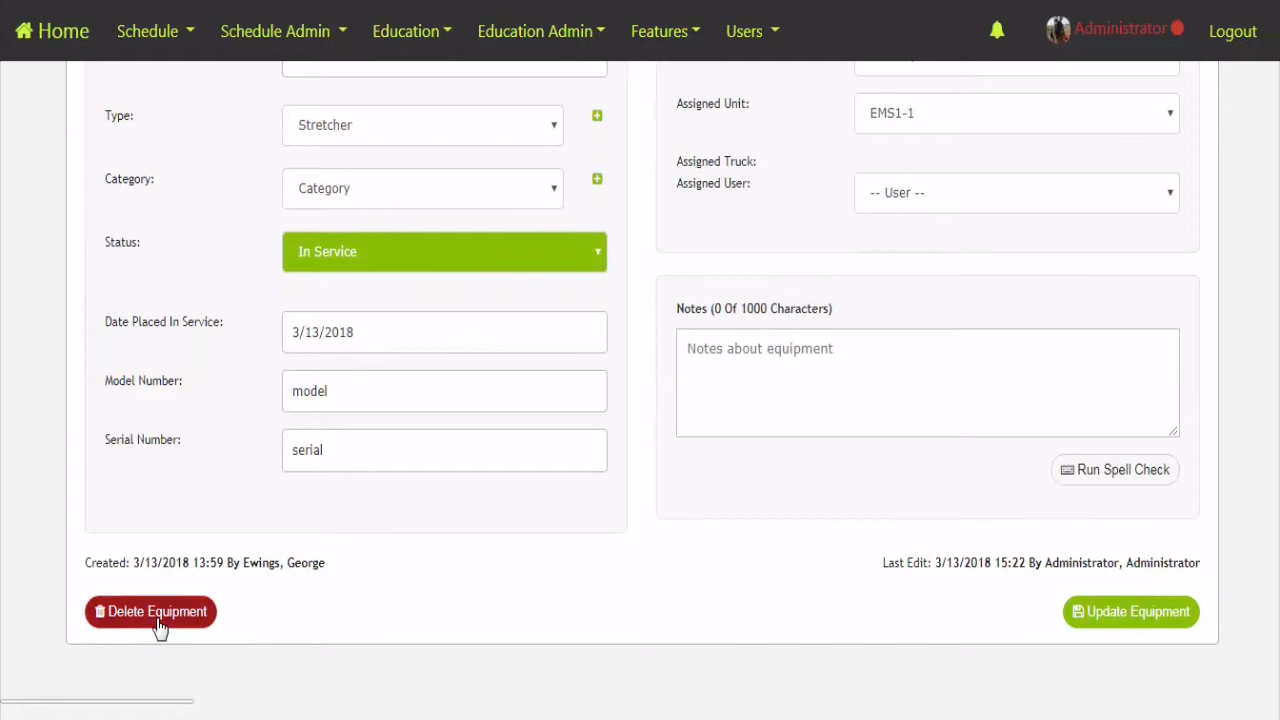 Home Schedule Schedule Admin Education Education Admin Features Users Administrator Logout
Type:
Stretcher
Category:
Category
Status:
In Service
Date Placed In Service:
3/13/2018
Model Number:
model
Serial Number:
serial
Assigned Unit:
EMS1-1
Assigned Truck:
Assigned User:
-- User --
Notes (0 Of 1000 Characters)
Notes about equipment
Run Spell Check
Created: 3/13/2018 13:59 By Ewings, George
Last Edit: 3/13/2018 15:22 By Administrator, Administrator
Delete Equipment
Update Equipment